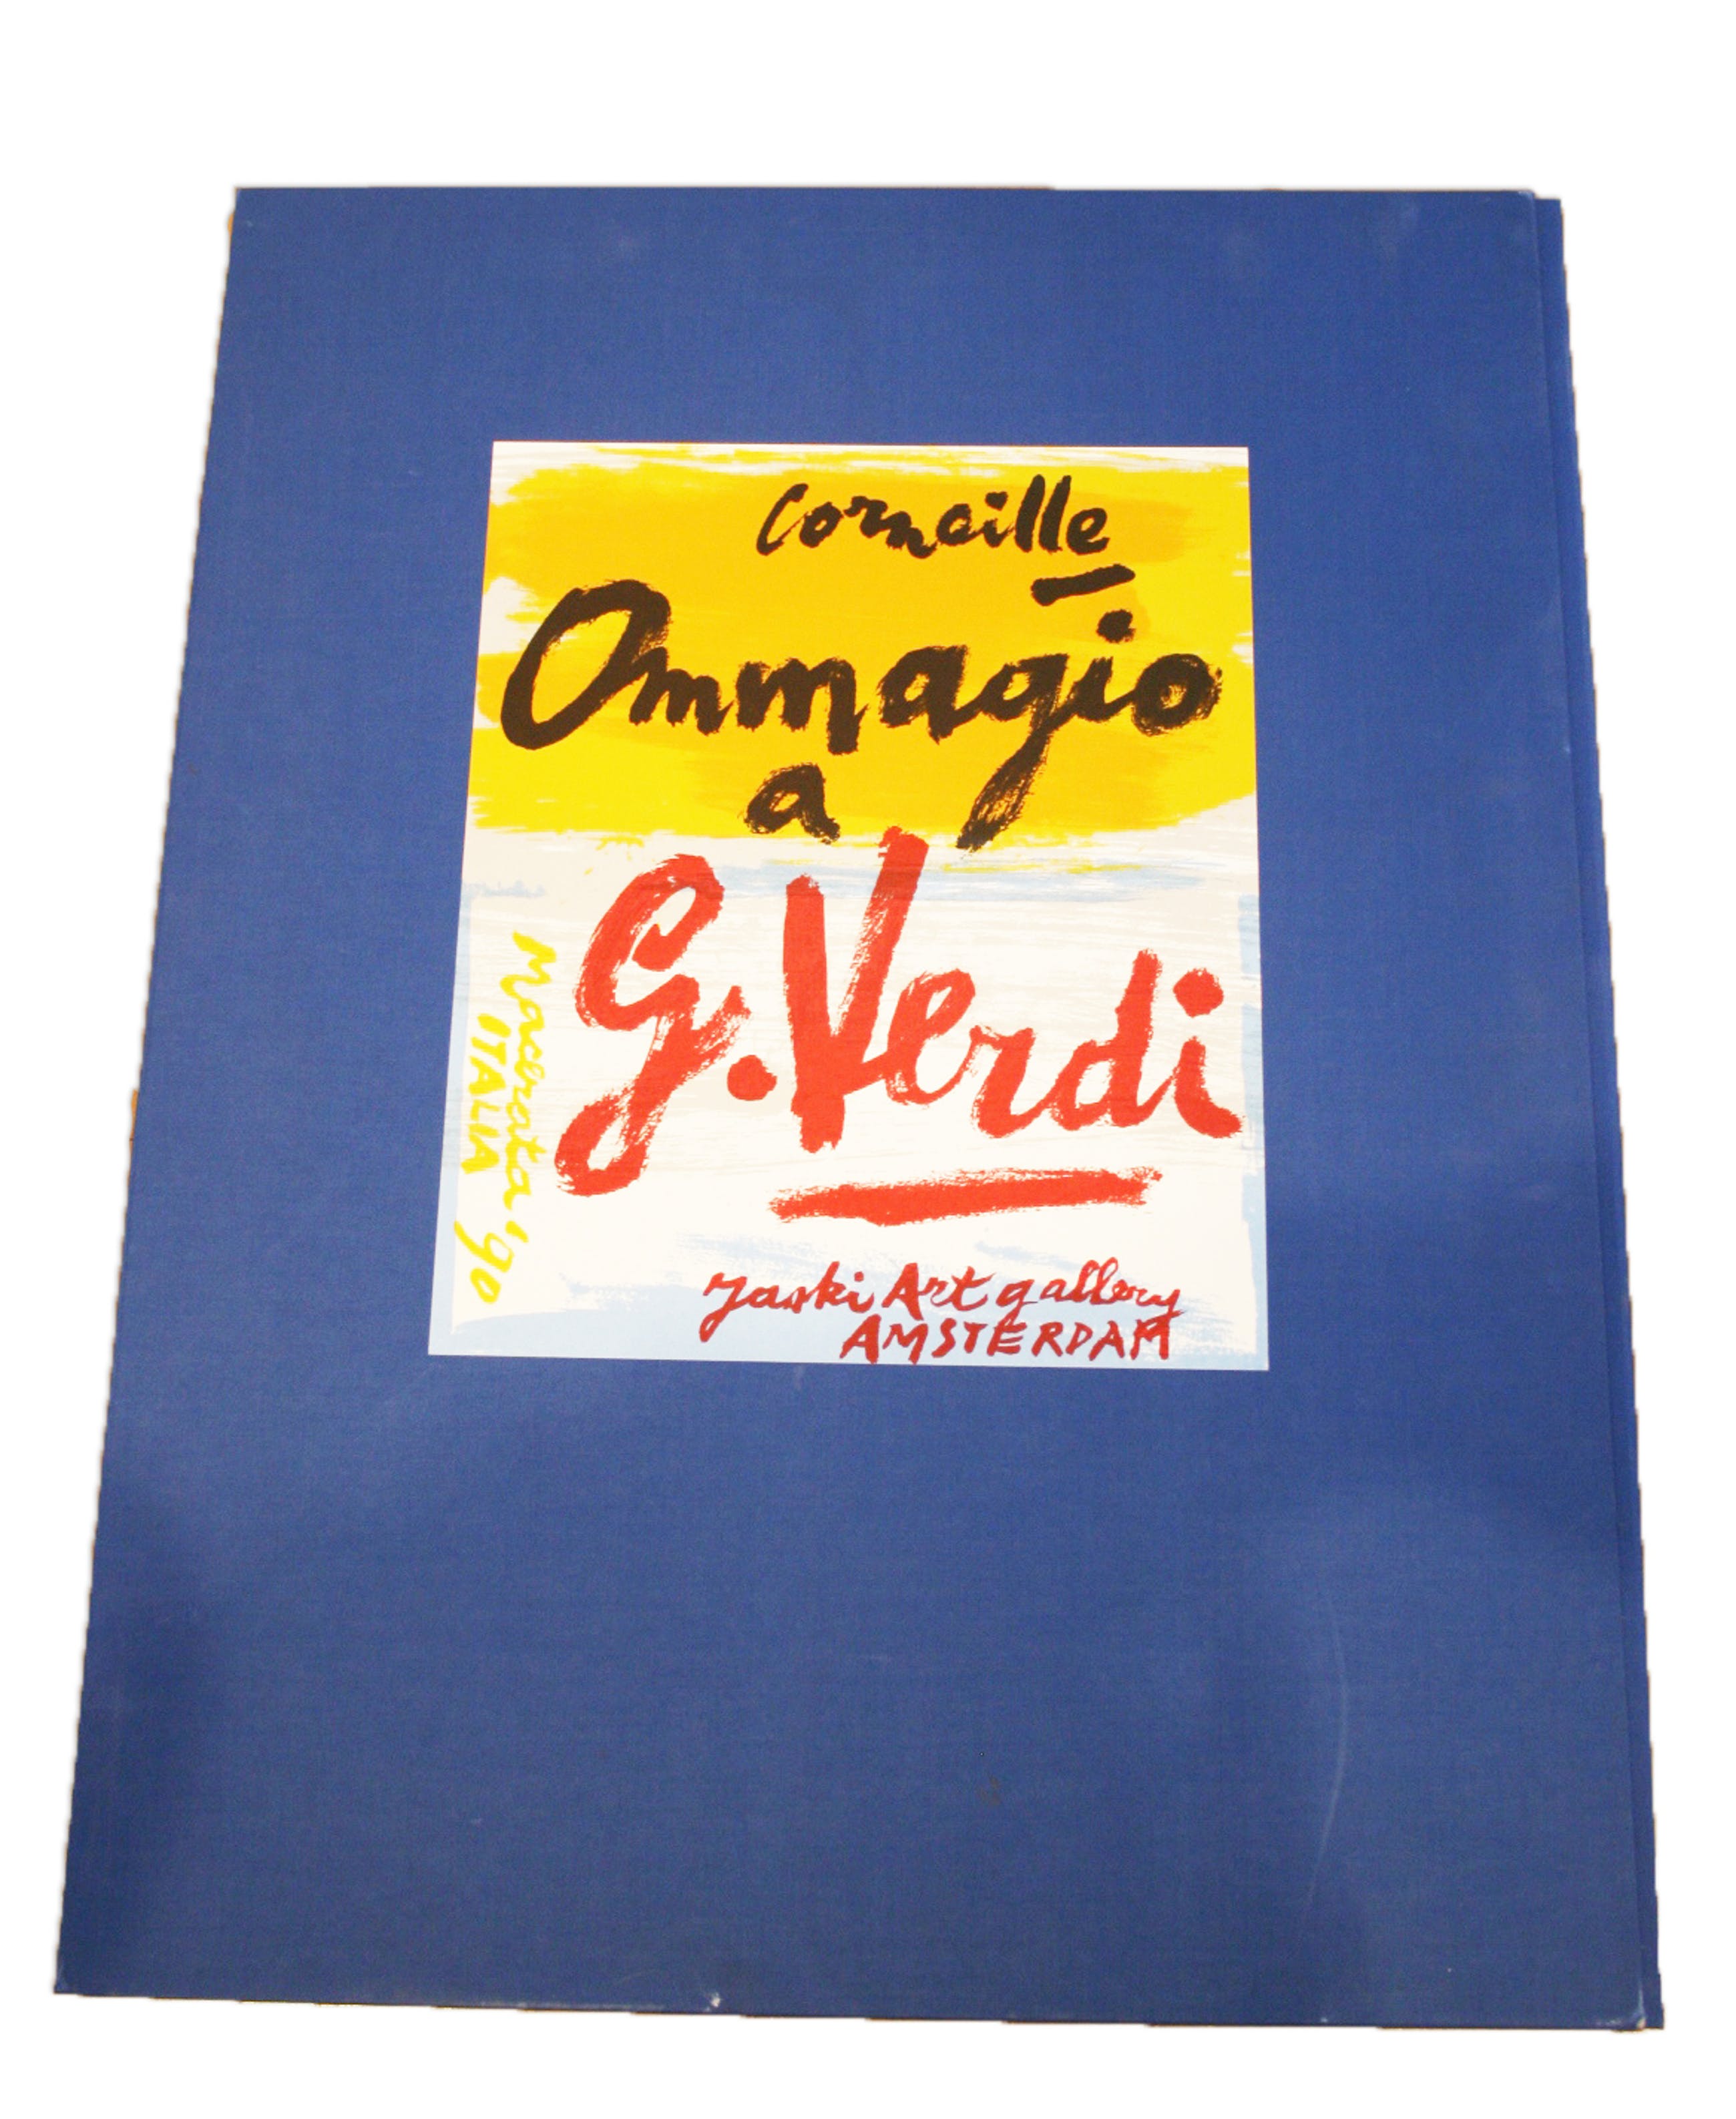 Corneille
Ommagio
a
G. Verdi
Macerata '90
ITALIA
Jaski Art gallery
AMSTERDAM